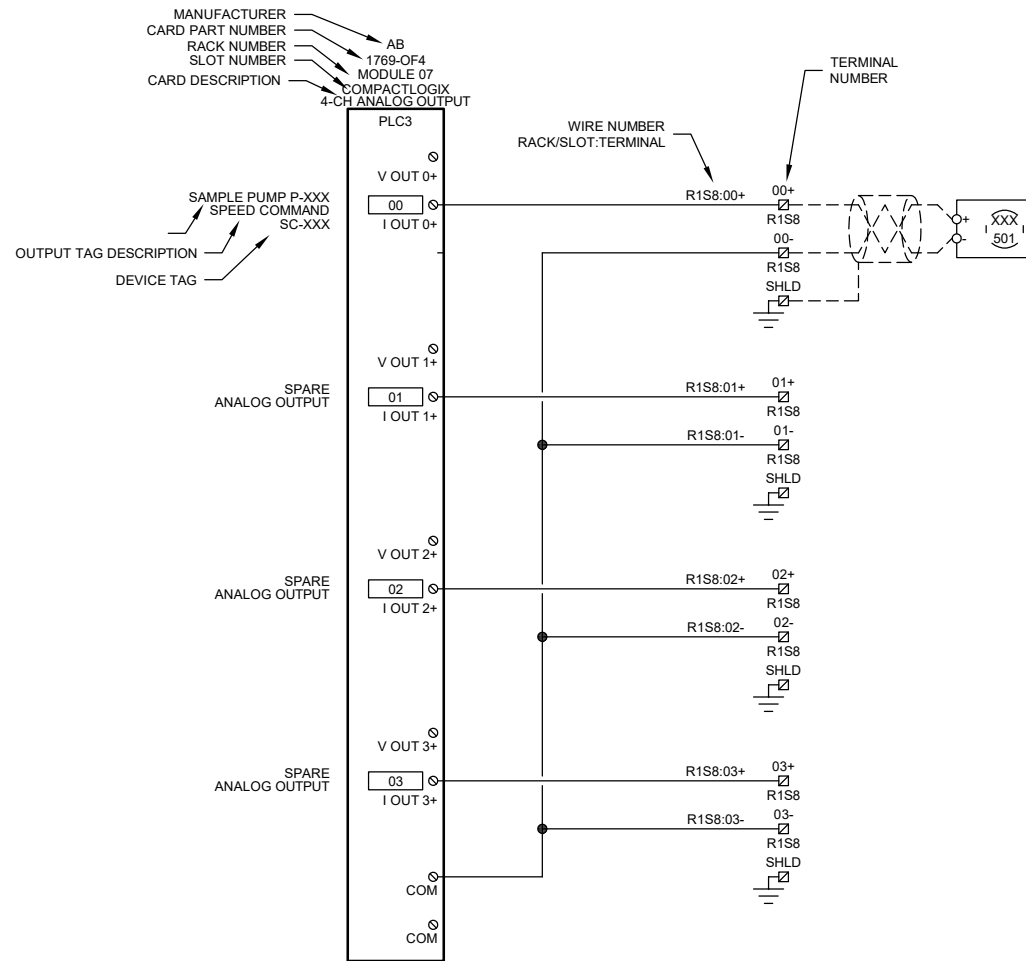 MANUFACTURER
CARD PART NUMBER
RACK NUMBER
SLOT NUMBER
CARD DESCRIPTION
AB
1769-OF4
MODULE 07
COMPACTLOGIX
4-CH ANALOG OUTPUT
PLC3
TERMINAL
NUMBER
WIRE NUMBER
RACK/SLOT:TERMINAL
V OUT 0+
SAMPLE PUMP P-XXX
SPEED COMMAND
SC-XXX
OUTPUT TAG DESCRIPTION
DEVICE TAG
00
I OUT 0+
R1S8:00+
00+
R1S8
00-
R1S8
SHLD
+
-
XXX
501
V OUT 1+
SPARE
ANALOG OUTPUT
01
I OUT 1+
R1S8:01+
01+
R1S8
R1S8:01-
01-
R1S8
SHLD
V OUT 2+
SPARE
ANALOG OUTPUT
02
I OUT 2+
R1S8:02+
02+
R1S8
R1S8:02-
02-
R1S8
SHLD
V OUT 3+
SPARE
ANALOG OUTPUT
03
I OUT 3+
R1S8:03+
03+
R1S8
R1S8:03-
03-
R1S8
SHLD
COM
COM